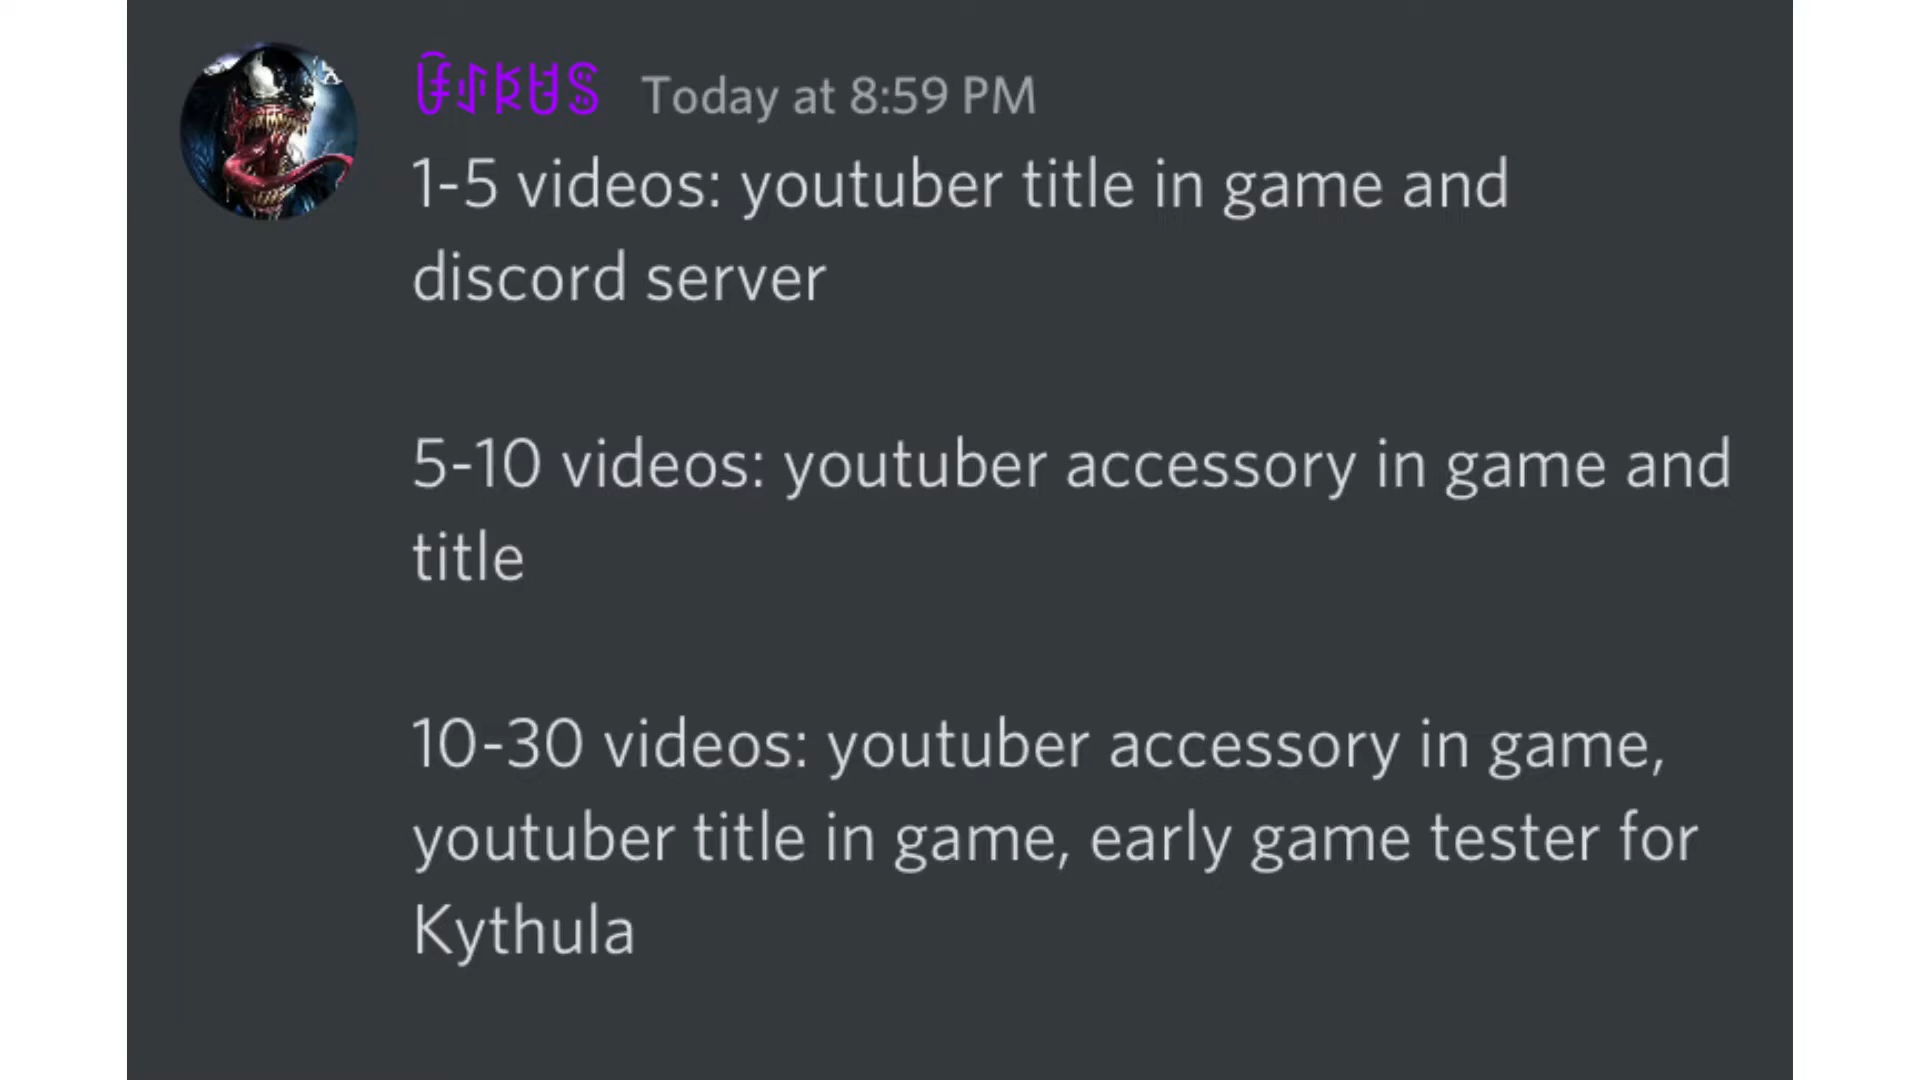 Today at 8:59 PM
1-5 videos: youtuber title in game and
discord server
5-10 videos: youtuber accessory in game and
title
10-30 videos: youtuber accessory in game,
youtuber title in game, early game tester for
Kythula